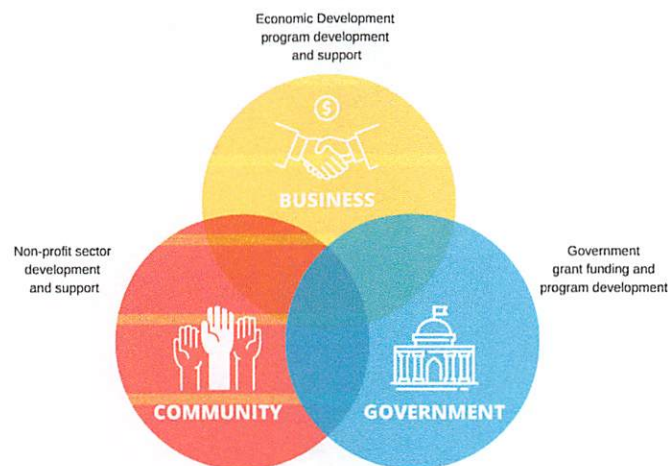 Economic Development
program development
and support
$
BUSINESS
Non-profit sector
development
and support
Government
grant funding and
program development
COMMUNITY
GOVERNMENT